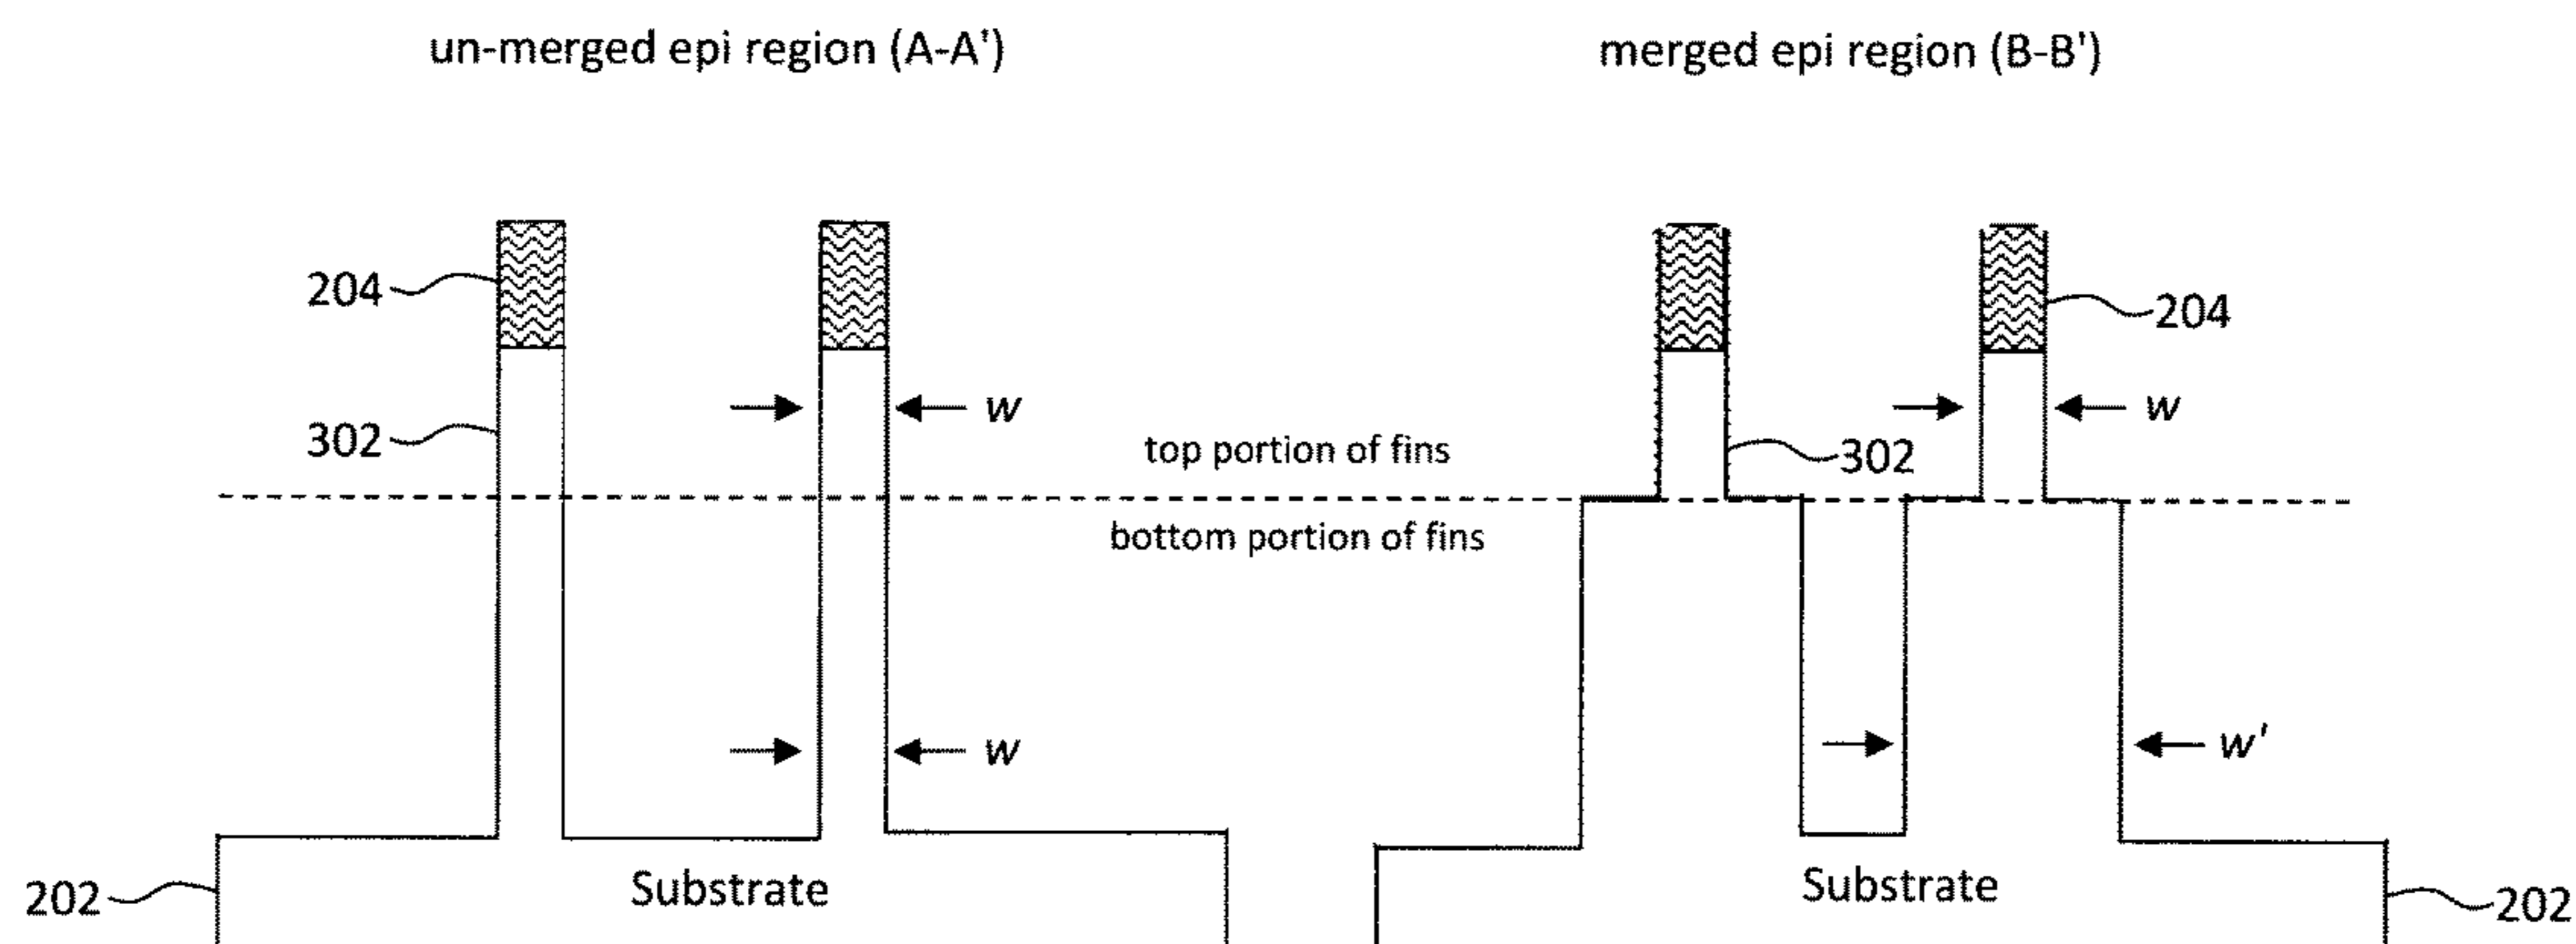 un-merged epi region (A-A')
merged epi region (B-B')
204
204
302
w
w
top portion of fins
302
bottom portion of fins
w
w'
202
Substrate
Substrate
202